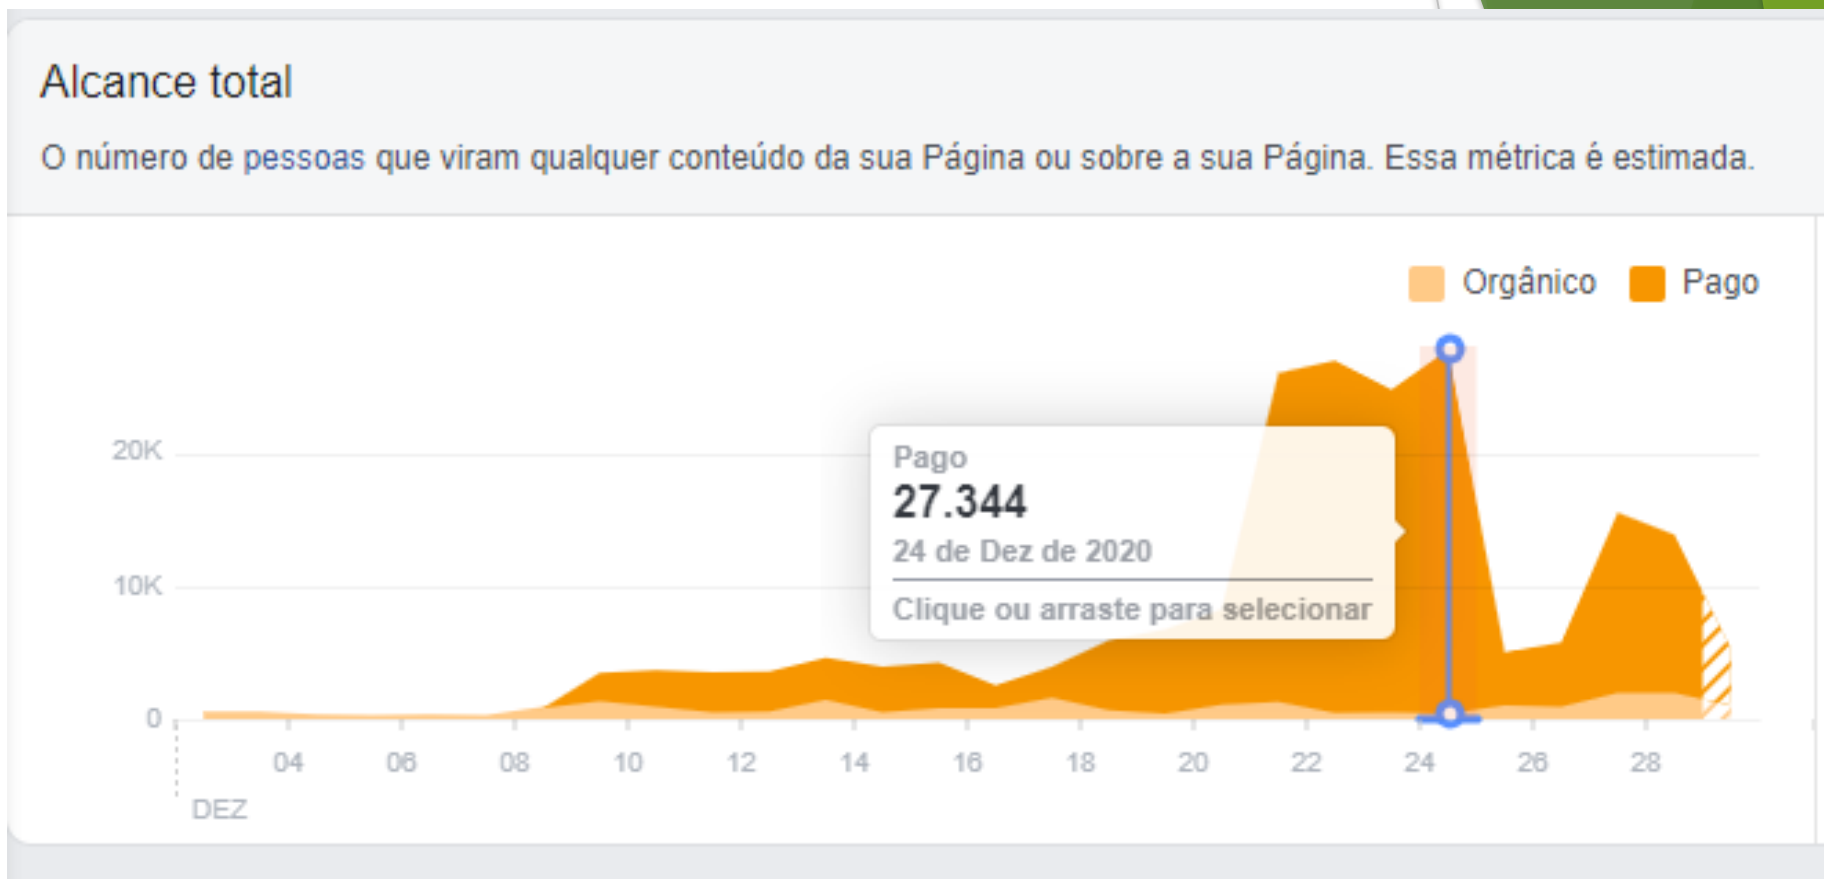 Alcance total
O número de pessoas que viram qualquer conteúdo da sua Página ou sobre a sua Página. Essa métrica é estimada.
Orgânico Pago
20K
10K
0
Pago
27.344
24 de Dez de 2020
Clique ou arraste para selecionar
04 06 08 10 12 14 16 18 20 22 24 26 28
DEZ